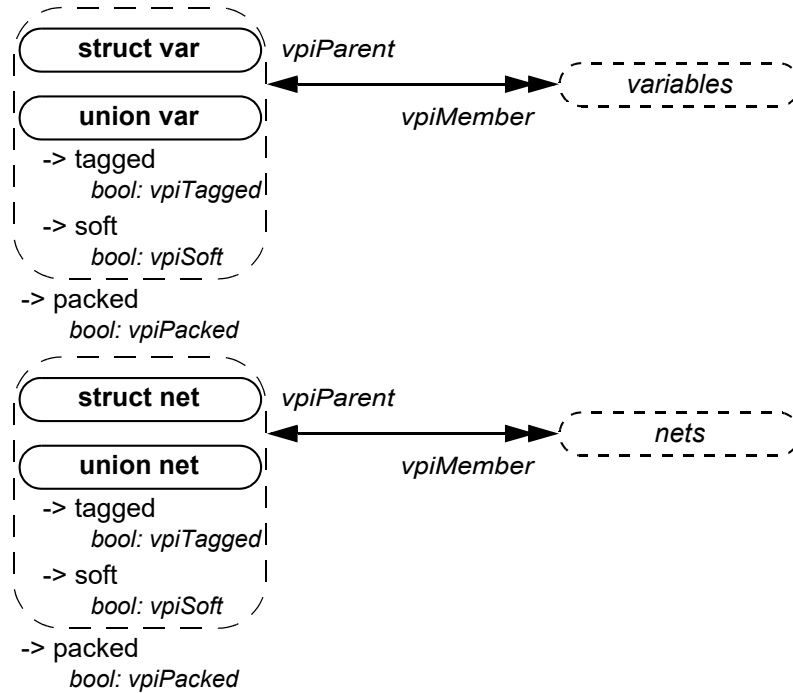 struct var
vpiParent
variables
union var
vpiMember
-> tagged
bool: vpiTagged
-> soft
bool: vpiSoft
-> packed
bool: vpiPacked
struct net
vpiParent
nets
union net
vpiMember
-> tagged
bool: vpiTagged
-> soft
bool: vpiSoft
-> packed
bool: vpiPacked